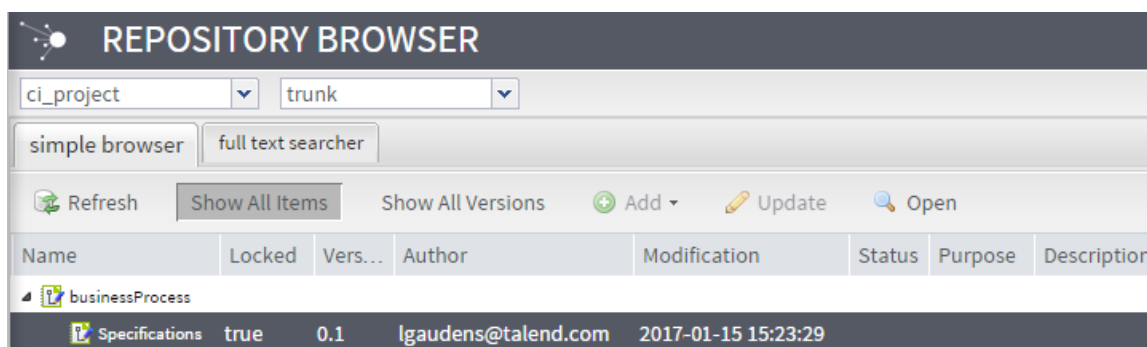 REPOSITORY BROWSER
ci_project trunk
simple browser full text searcher
Refresh Show All Items Show All Versions Add Update Open
Name Locked Vers... Author Modification Status Purpose Description
businessProcess
Specifications true 0.1 lgaudens@talend.com 2017-01-15 15:23:29